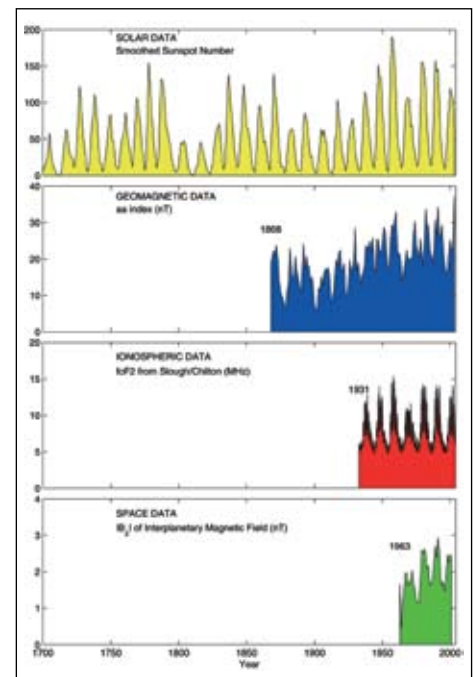 200
SOLAR DATA
Smoothed Sunspot Number
150
100
50
0
40
GEOMAGNETIC DATA
aa index (nT)
30
1868
20
10
0
20
IONOSPHERIC DATA
foF2 from Slough/Chilton (MHz)
15
1931
10
5
0
4
SPACE DATA
|Bz| of Interplanetary Magnetic Field (nT)
3
1963
2
1
0
1700 1750 1800 1850 1900 1950 2000
Year